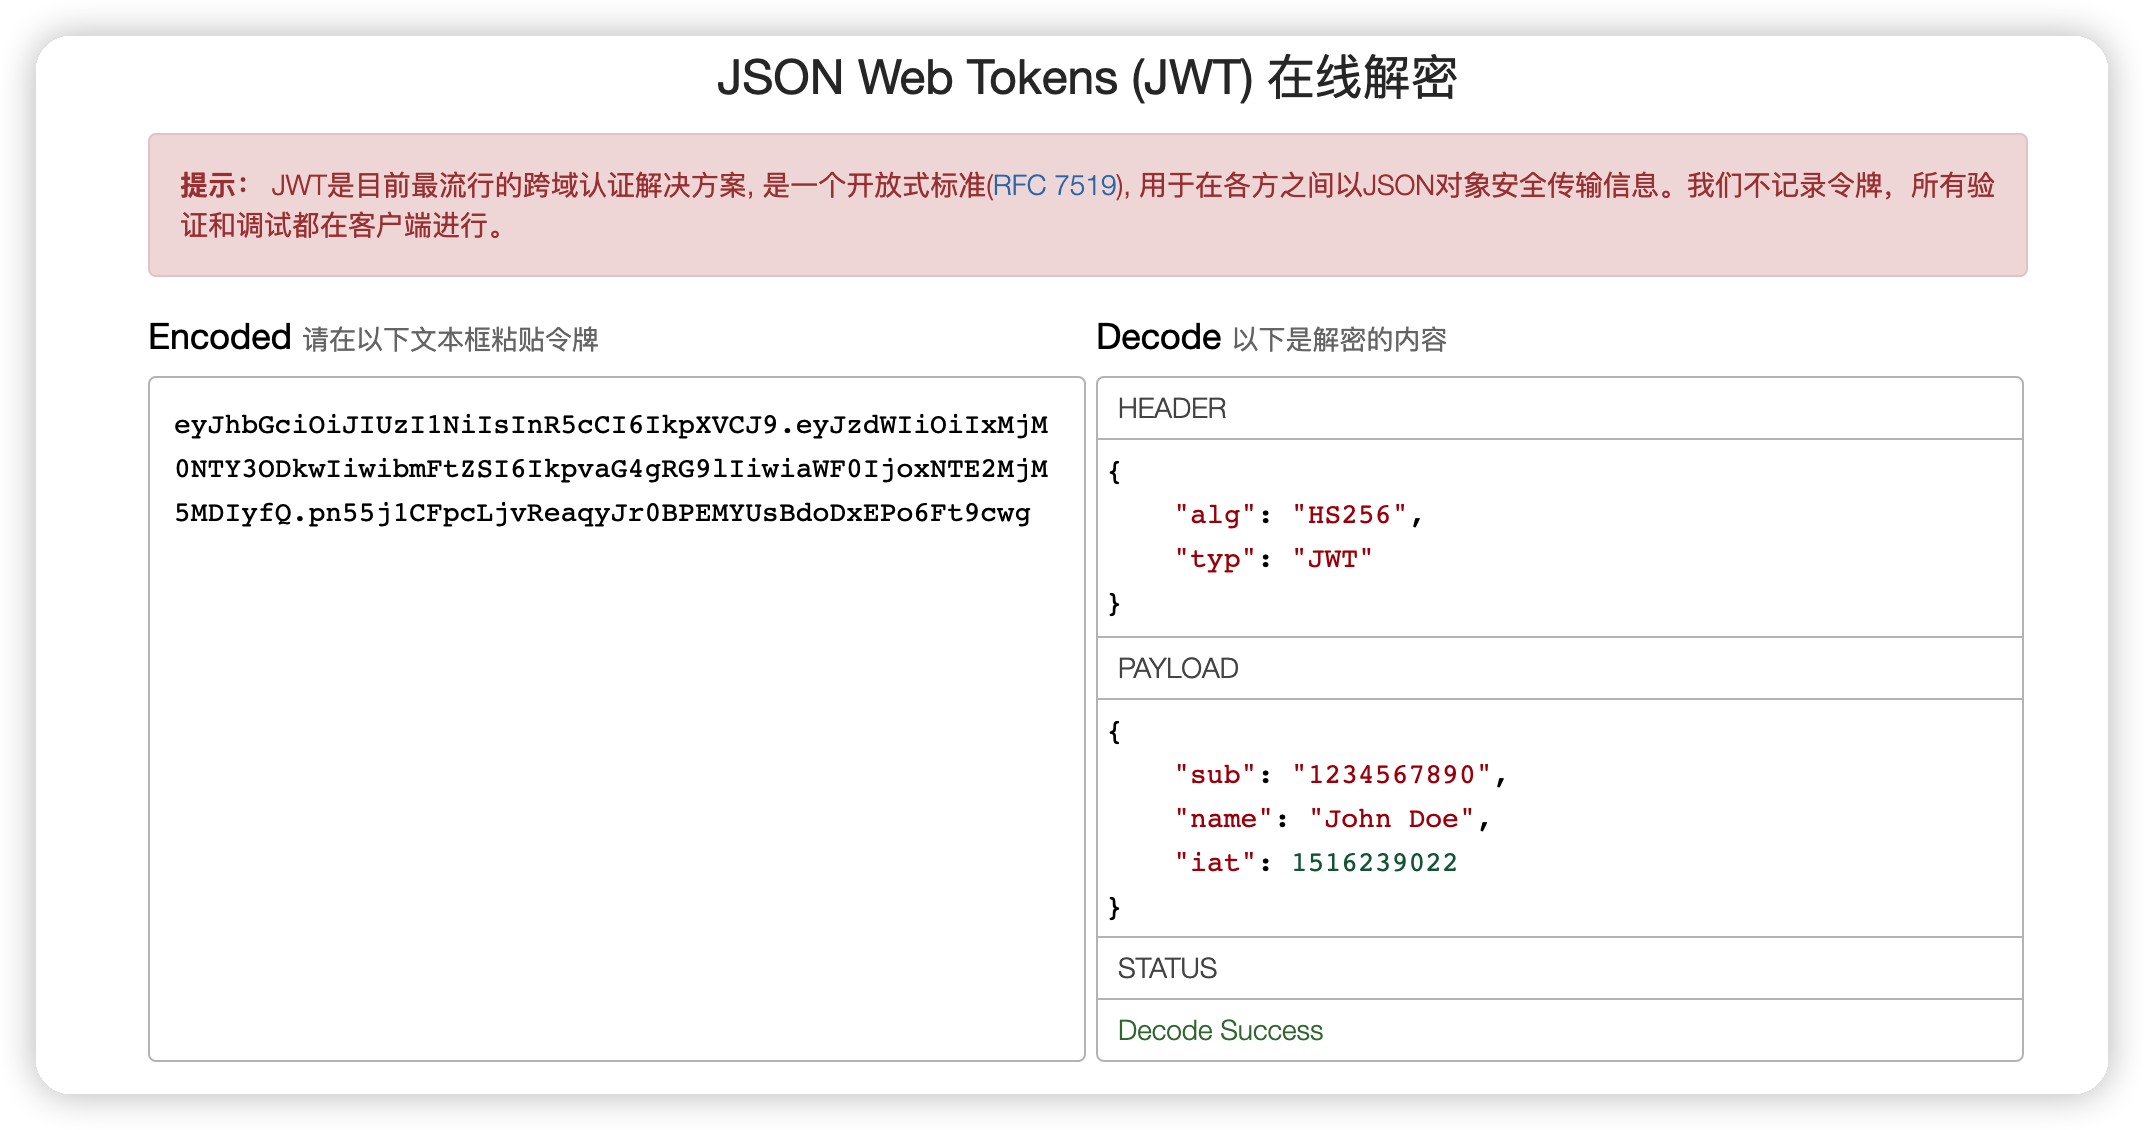 JSON Web Tokens (JWT) 在线解密
提示： JWT是目前最流行的跨域认证解决方案, 是一个开放式标准(RFC 7519), 用于在各方之间以JSON对象安全传输信息。我们不记录令牌，所有验
证和调试都在客户端进行。
Encoded 请在以下文本框粘贴令牌
eyJhbGciOiJIUzI1NiIsInR5cCI6IkpXVCJ9.eyJzdWIiOiIxMjM
0NTY3ODkwIiwibmFtZSI6IkpvaG4gRG9lIiwiaWF0IjoxNTE2MjM
5MDIyfQ.pn55j1CFpcLjvReaqyJr0BPEMYUsBdoDxEPo6Ft9cwg
Decode 以下是解密的内容
HEADER
{
"alg": "HS256",
"typ": "JWT"
}
PAYLOAD
{
"sub": "1234567890",
"name": "John Doe",
"iat": 1516239022
}
STATUS
Decode Success